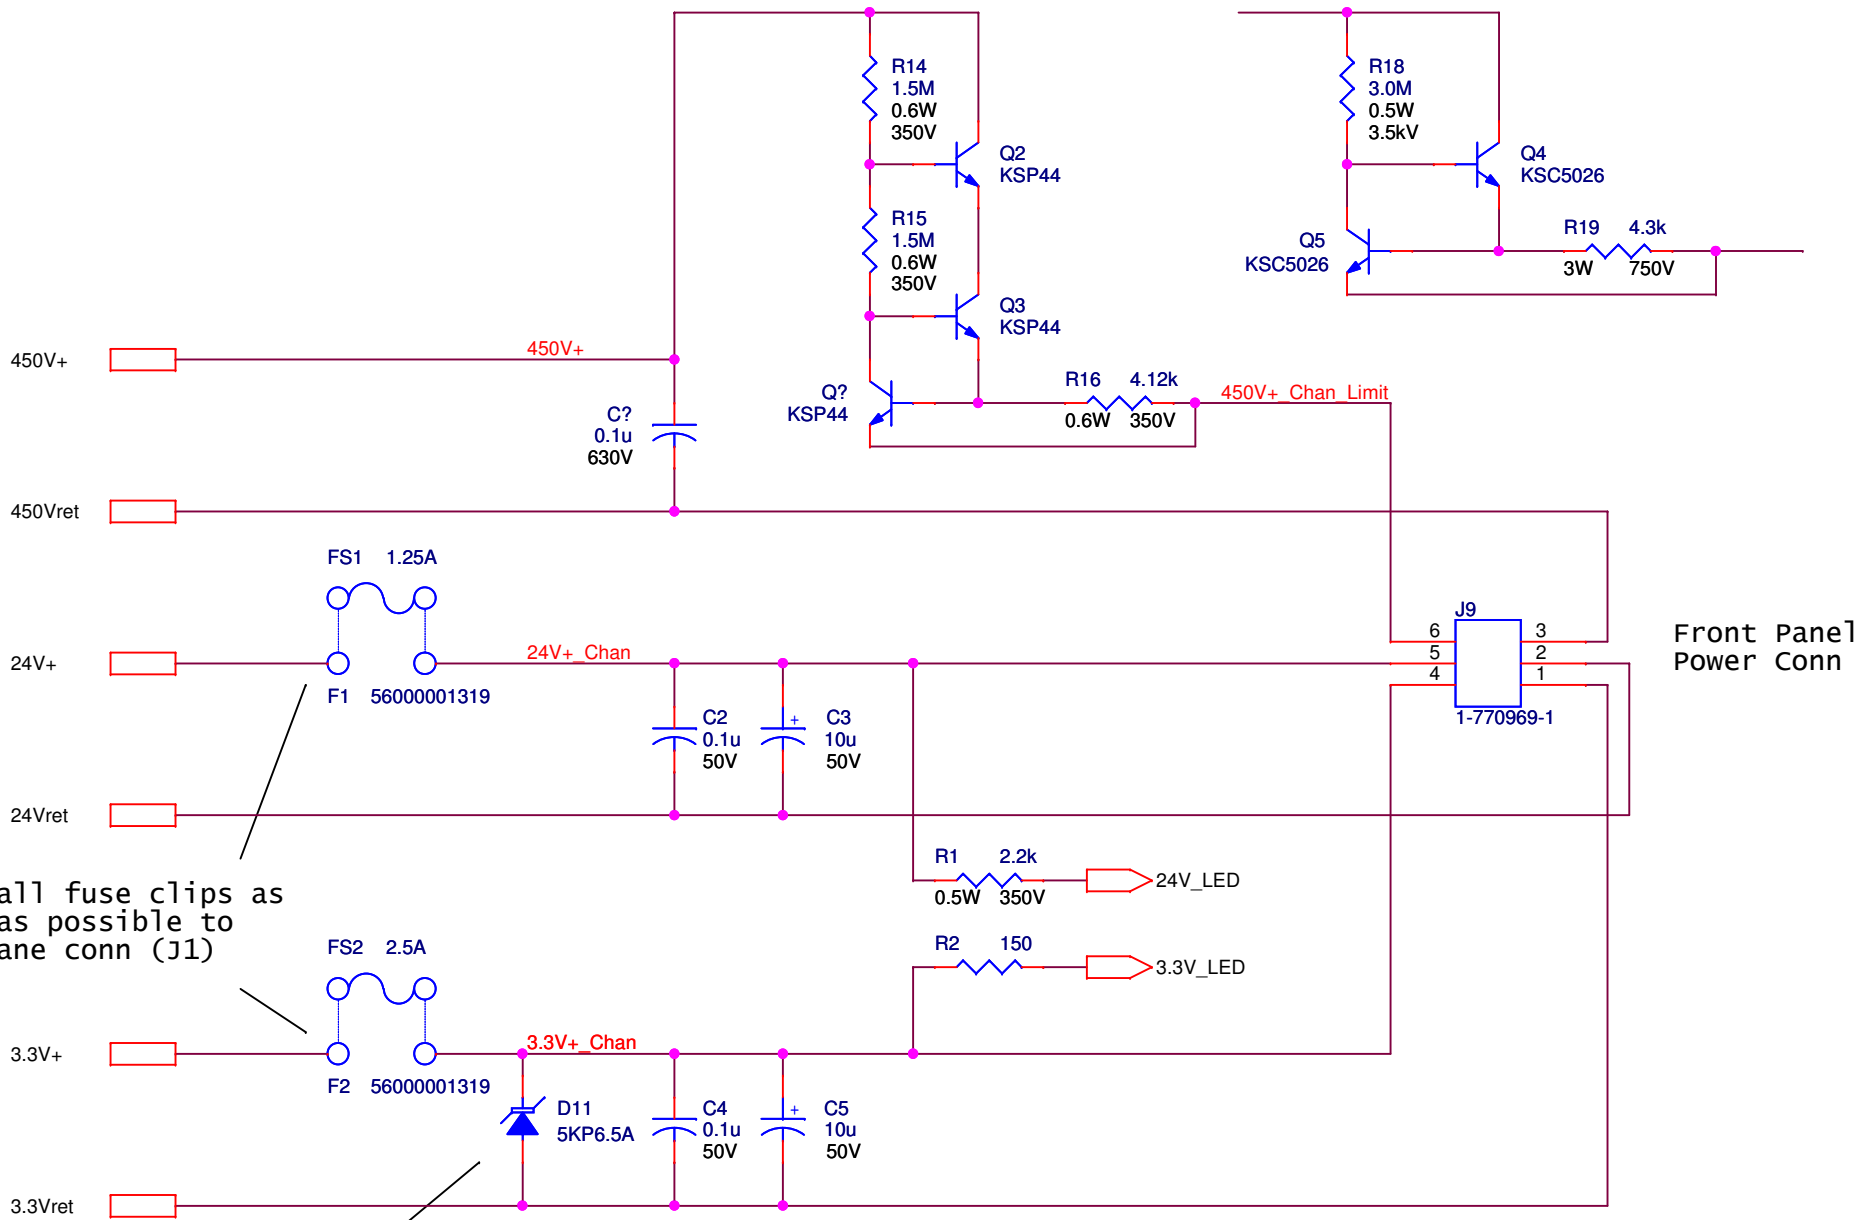 R14
1.5M
0.6W
350V
R18
3.0M
0.5W
3.5kV
Q2
KSP44
Q4
KSC5026
R15
1.5M
0.6W
350V
Q5
KSC5026
R19 4.3k
3W 750V
Q3
KSP44
450V+
450V+
Q?
KSP44
R16 4.12k
0.6W 350V
450V+_Chan_Limit
C?
0.1u
630V
450Vret
FS1 1.25A
24V+
24V+_Chan
F1 56000001319
J9
6 3
5 2
4 1
1-770969-1
Front Panel
Power Conn
C2
0.1u
50V
+
C3
10u
50V
24Vret
R1 2.2k
0.5W 350V
24V_LED
all fuse clips as
as possible to
ane conn (J1)
FS2 2.5A
R2 150
3.3V_LED
3.3V+
3.3V+_Chan
F2 56000001319
D11
5KP6.5A
C4
0.1u
50V
+
C5
10u
50V
3.3Vret